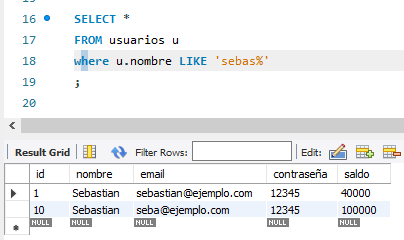 16 SELECT *
17 FROM usuarios u
18 where u.nombre LIKE 'sebas%'
19 ;
20
Result Grid Filter Rows: Edit:
id nombre email contraseña saldo
1 Sebastian sebastian@ejemplo.com 12345 40000
10 Sebastian seba@ejemplo.com 12345 100000
NULL NULL NULL NULL NULL